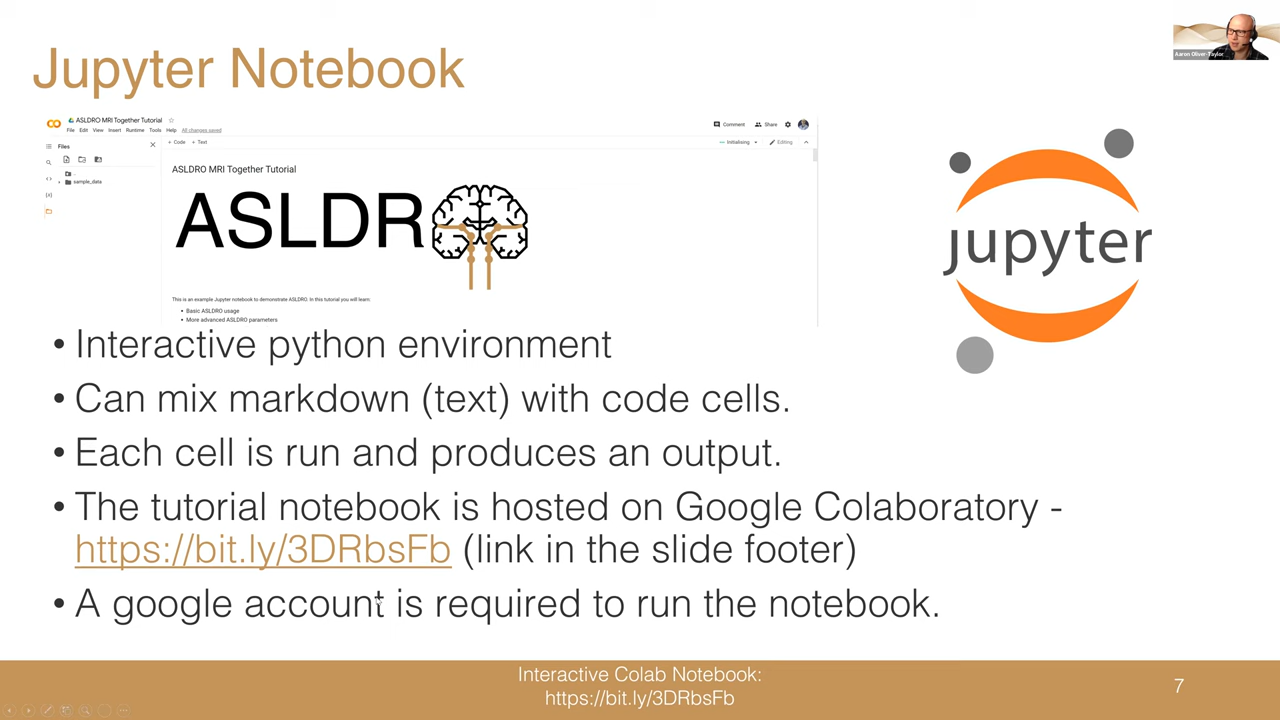 Jupyter Notebook
Aaron Oliver-Taylor
ASLDRO MRI Together Tutorial
File Edit View Insert Runtime Tools Help All changes saved
Comment Share
Files
+ Code + Text
Initialising
Editing
..
sample_data
{x}
ASLDRO MRI Together Tutorial
ASLDR
This is an example Jupyter notebook to demonstrate ASLDRO. In this tutorial you will learn:
• Basic ASLDRO usage
• More advanced ASLDRO parameters
jupyter
• Interactive python environment
• Can mix markdown (text) with code cells.
• Each cell is run and produces an output.
• The tutorial notebook is hosted on Google Colaboratory -
https://bit.ly/3DRbsFb (link in the slide footer)
• A google account is required to run the notebook.
Interactive Colab Notebook:
https://bit.ly/3DRbsFb
7